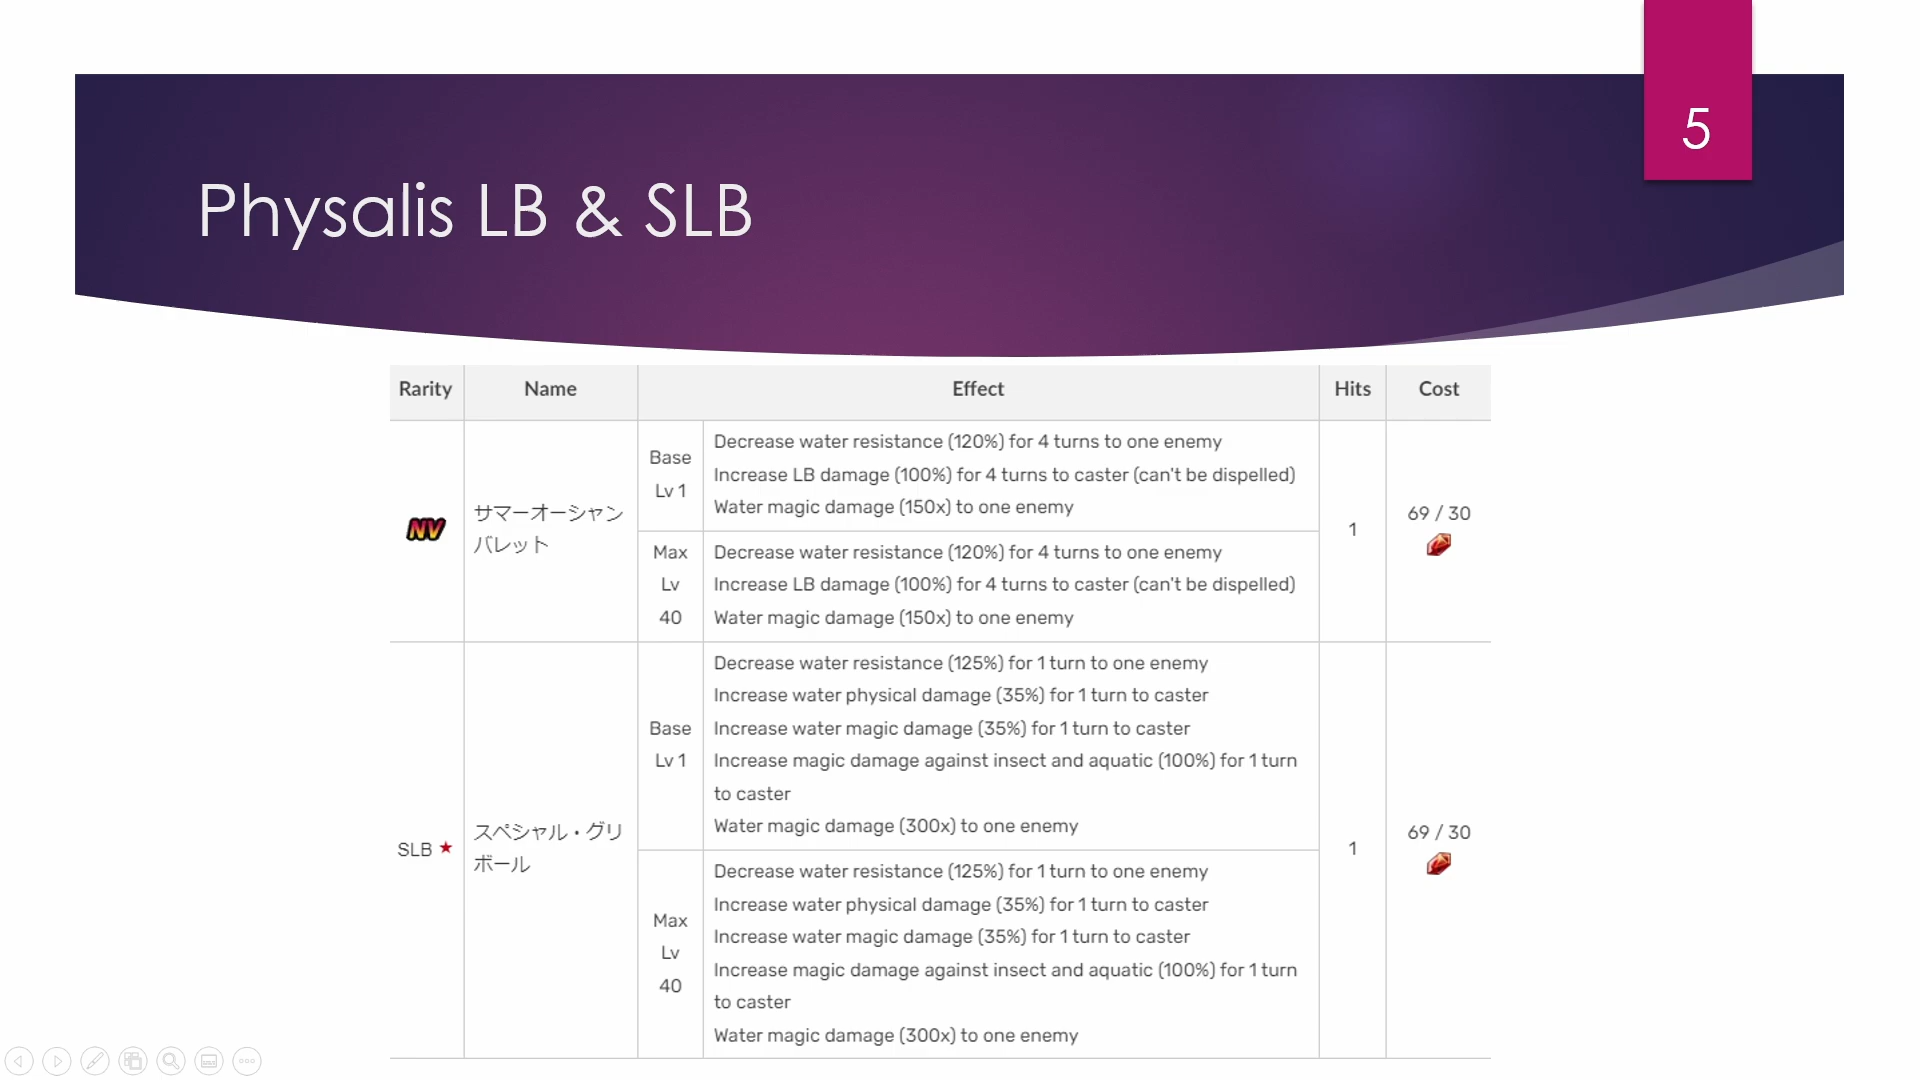 5
Physalis LB & SLB
Rarity Name Effect Hits Cost
NV
サマーオーシャン
バレット
Base
Lv 1
Decrease water resistance (120%) for 4 turns to one enemy
Increase LB damage (100%) for 4 turns to caster (can't be dispelled)
Water magic damage (150x) to one enemy
Max
Lv
40
Decrease water resistance (120%) for 4 turns to one enemy
Increase LB damage (100%) for 4 turns to caster (can't be dispelled)
Water magic damage (150x) to one enemy
1
69 / 30
SLB ★
スペシャル・グリ
ボール
Base
Lv 1
Decrease water resistance (125%) for 1 turn to one enemy
Increase water physical damage (35%) for 1 turn to caster
Increase water magic damage (35%) for 1 turn to caster
Increase magic damage against insect and aquatic (100%) for 1 turn
to caster
Water magic damage (300x) to one enemy
Max
Lv
40
Decrease water resistance (125%) for 1 turn to one enemy
Increase water physical damage (35%) for 1 turn to caster
Increase water magic damage (35%) for 1 turn to caster
Increase magic damage against insect and aquatic (100%) for 1 turn
to caster
Water magic damage (300x) to one enemy
1
69 / 30